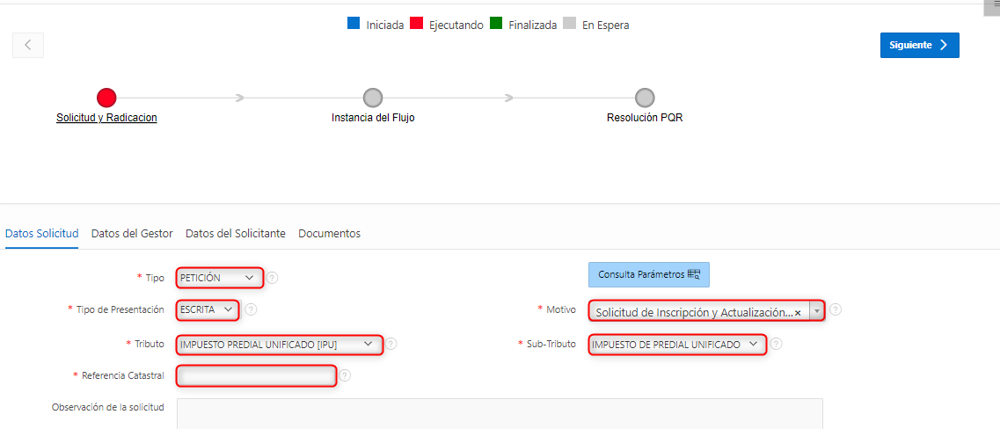 Iniciada Ejecutando Finalizada En Espera
Siguiente
Solicitud y Radicacion Instancia del Flujo Resolución PQR
Datos Solicitud Datos del Gestor Datos del Solicitante Documentos
* Tipo PETICIÓN ? Consulta Parámetros
* Tipo de Presentación ESCRITA ? * Motivo Solicitud de Inscripción y Actualización... × ?
* Tributo IMPUESTO PREDIAL UNIFICADO [IPU] ? * Sub-Tributo IMPUESTO DE PREDIAL UNIFICADO ?
* Referencia Catastral ?
Observación de la solicitud